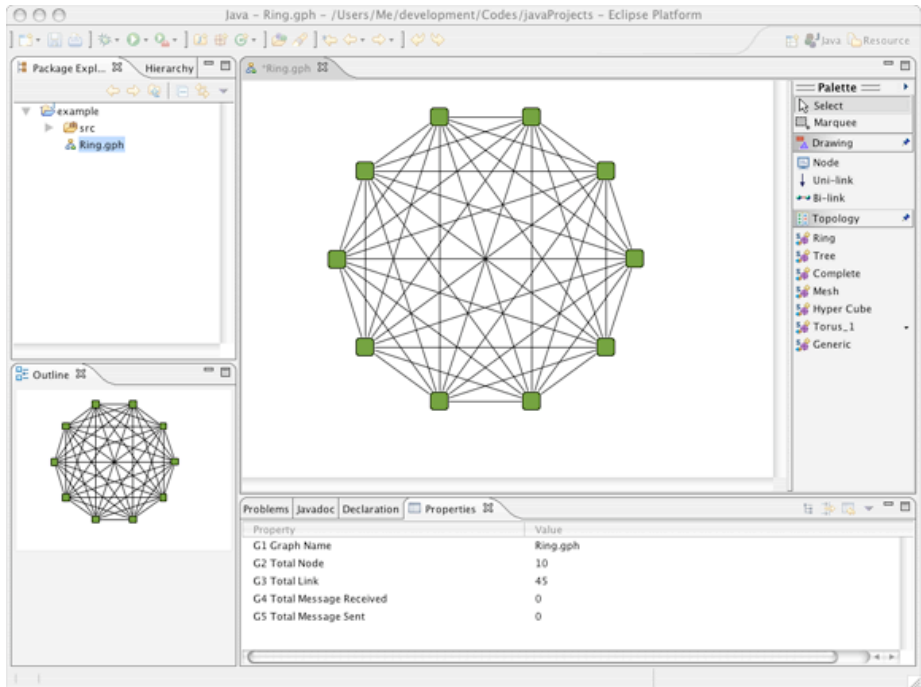 Java – Ring.gph – /Users/Me/development/Codes/javaProjects – Eclipse Platform
Java Resource
Package Expl... Hierarchy
example
src
Ring.gph
*Ring.gph
Palette
Select
Marquee
Drawing
Node
Uni-link
Bi-link
Topology
Ring
Tree
Complete
Mesh
Hyper Cube
Torus_1
Generic
Outline
Problems Javadoc Declaration Properties
Property Value
G1 Graph Name Ring.gph
G2 Total Node 10
G3 Total Link 45
G4 Total Message Received 0
G5 Total Message Sent 0